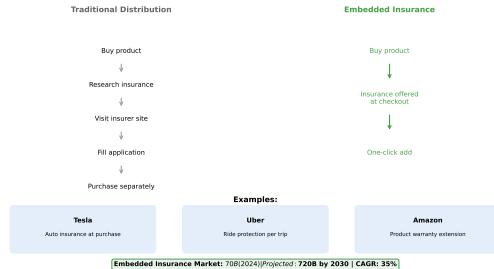 Traditional Distribution
Buy product
Research insurance
Visit insurer site
Fill application
Purchase separately
Embedded Insurance
Buy product
Insurance offered
at checkout
One-click add
Examples:
Tesla
Auto insurance at purchase
Uber
Ride protection per trip
Amazon
Product warranty extension
Embedded Insurance Market: 70B(2024)|Projected: 720B by 2030 | CAGR: 35%